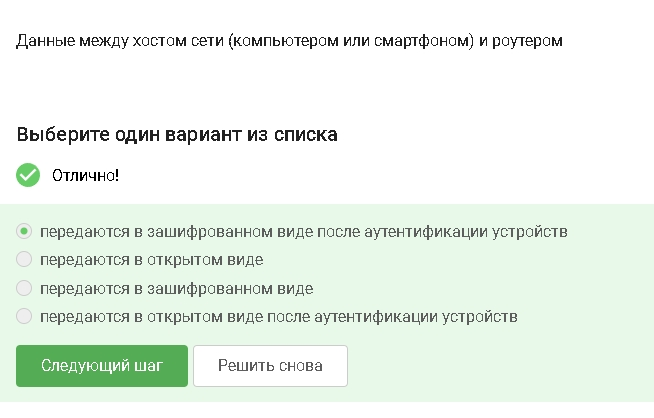 Данные между хостом сети (компьютером или смартфоном) и роутером
Выберите один вариант из списка
Отлично!
передаются в зашифрованном виде после аутентификации устройств
передаются в открытом виде
передаются в зашифрованном виде
передаются в открытом виде после аутентификации устройств
Следующий шаг
Решить снова